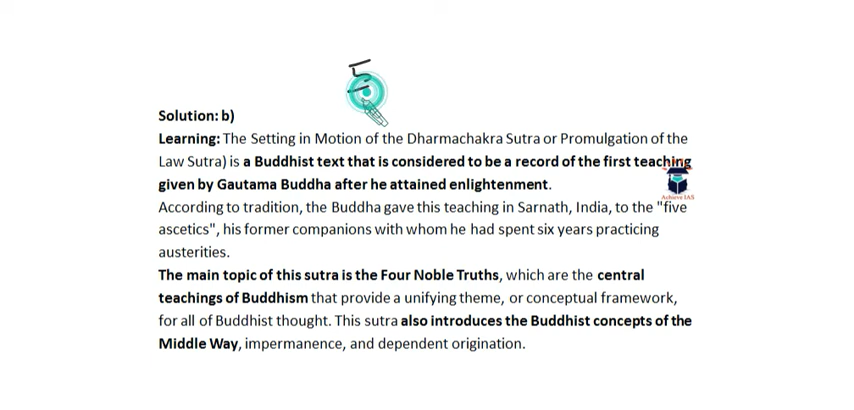 Solution: b)
Learning: The Setting in Motion of the Dharmachakra Sutra or Promulgation of the
Law Sutra) is a Buddhist text that is considered to be a record of the first teaching
given by Gautama Buddha after he attained enlightenment.
Achieve IAS
According to tradition, the Buddha gave this teaching in Sarnath, India, to the "five
ascetics", his former companions with whom he had spent six years practicing
austerities.
The main topic of this sutra is the Four Noble Truths, which are the central
teachings of Buddhism that provide a unifying theme, or conceptual framework,
for all of Buddhist thought. This sutra also introduces the Buddhist concepts of the
Middle Way, impermanence, and dependent origination.